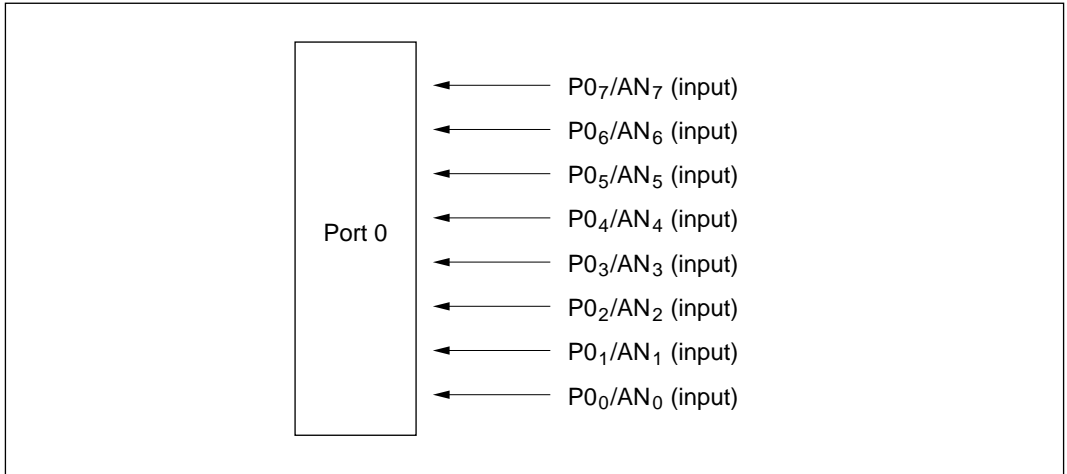 P0₇/AN₇ (input)
P0₆/AN₆ (input)
P0₅/AN₅ (input)
P0₄/AN₄ (input)
Port 0
P0₃/AN₃ (input)
P0₂/AN₂ (input)
P0₁/AN₁ (input)
P0₀/AN₀ (input)